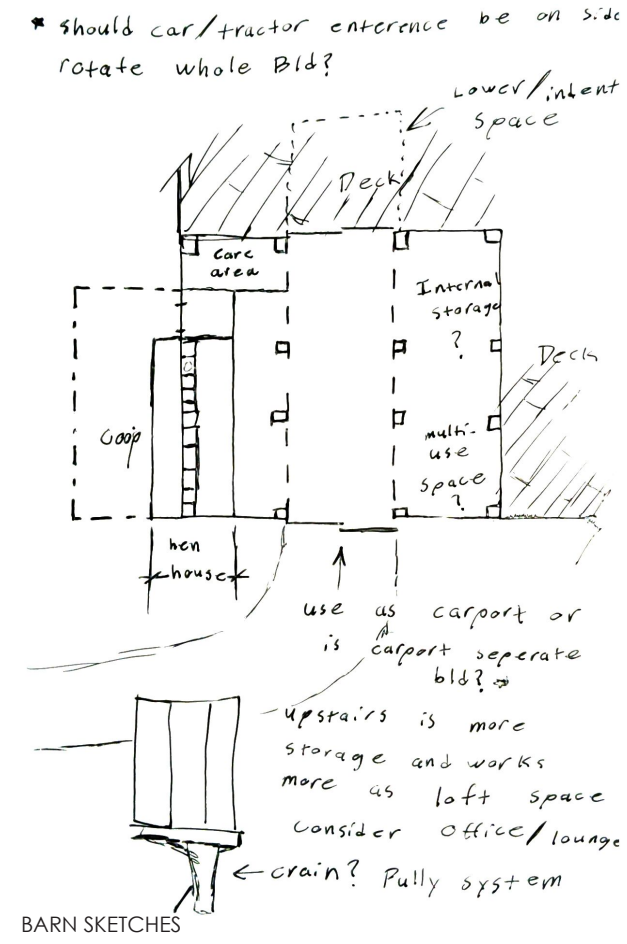 * should car/tractor enterence be on side
rotate whole Bld?
Lower/indent
space
Deck
care
area
Internal
storage
?
Deck
coop
multi-
use
space
?
hen
house
use as carport or
is carport seperate
bld?
upstairs is more
storage and works
more as loft space
consider office/lounge
crain? Pully system
BARN SKETCHES